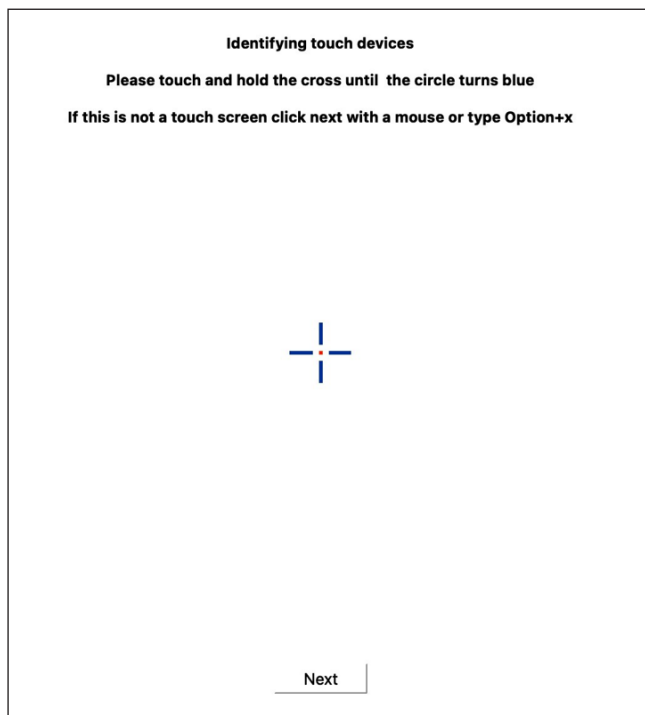 Identifying touch devices
Please touch and hold the cross until  the circle turns blue
If this is not a touch screen click next with a mouse or type Option+x
Next